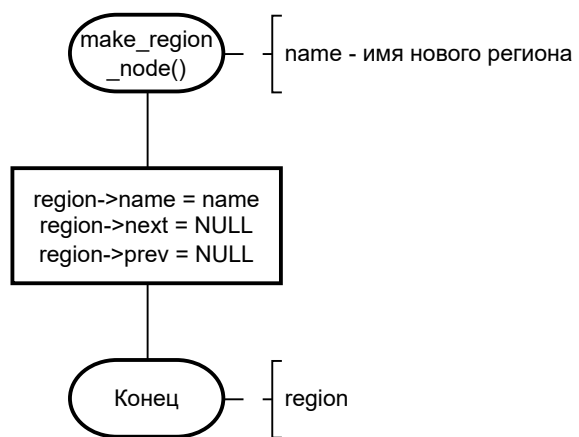 make_region
_node()
name - имя нового региона
region->name = name
region->next = NULL
region->prev = NULL
Конец
region